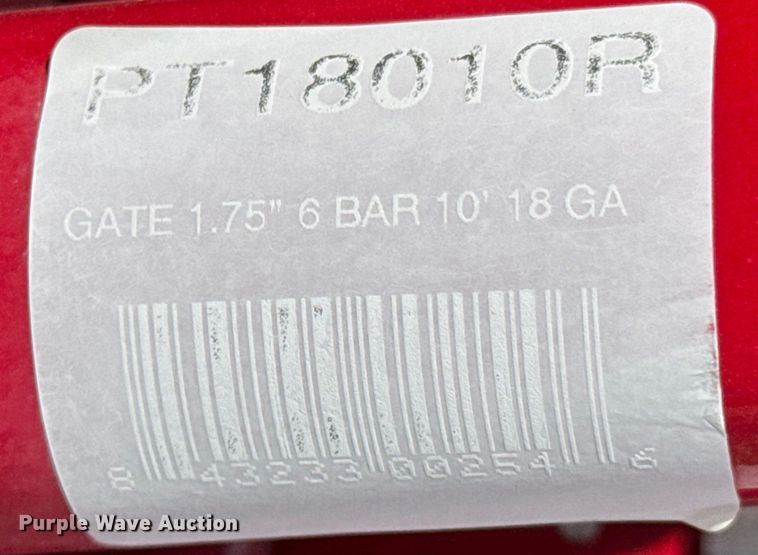 PT18010R
GATE 1.75" 6 BAR 10' 18 GA
8 43233 00254 6
Purple Wave Auction